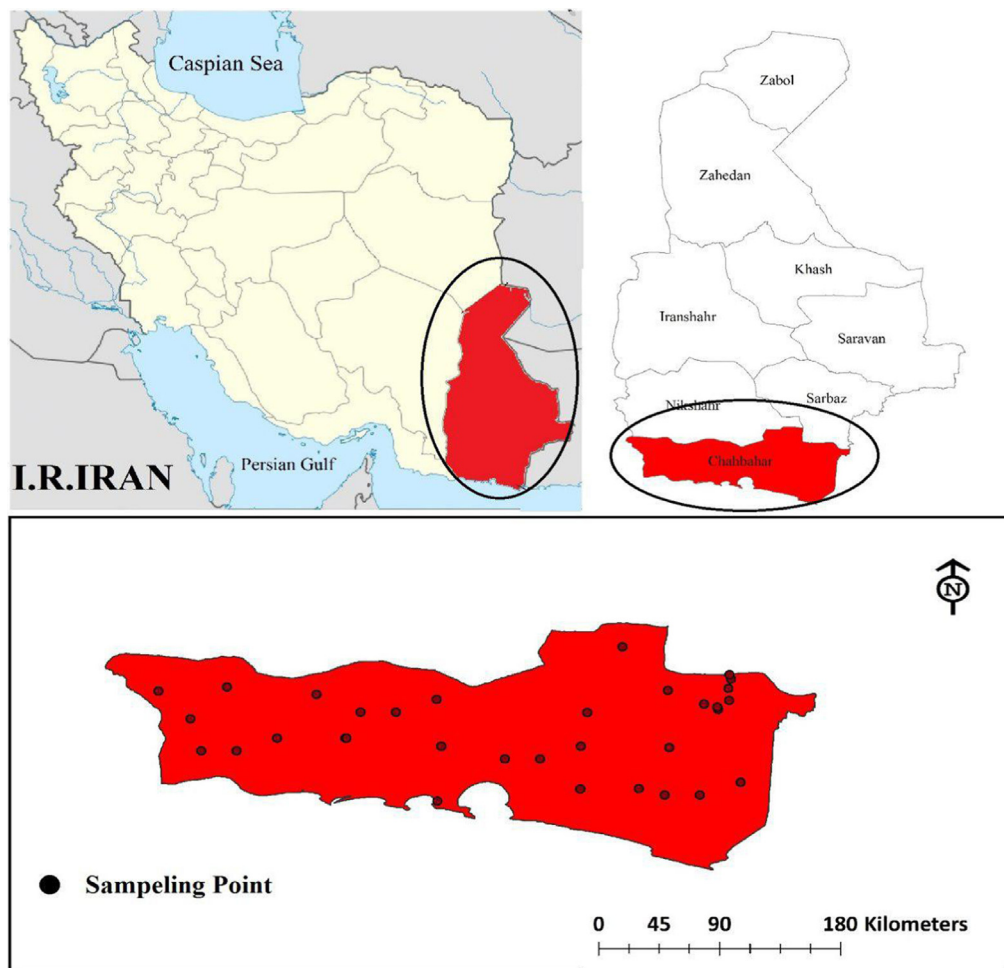 Caspian Sea
Persian Gulf
I.R.IRAN
Zabol
Zahedan
Khash
Iranshahr
Saravan
Nikshahr
Sarbaz
Chahbahar
N
Sampeling Point
0 45 90 180 Kilometers